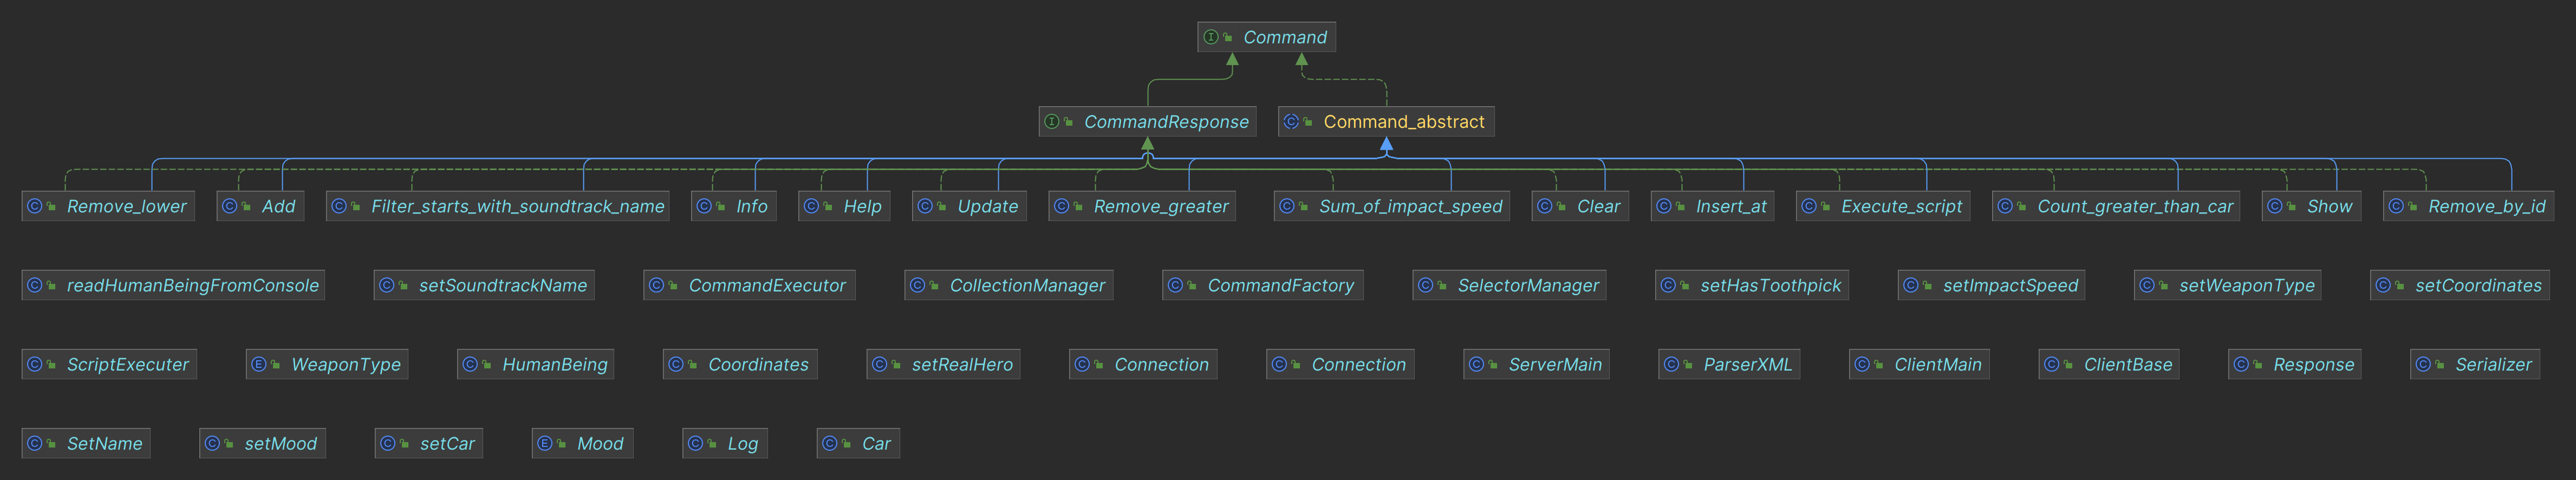 Command
CommandResponse Command_abstract
Remove_lower Add Filter_starts_with_soundtrack_name Info Help Update Remove_greater Sum_of_impact_speed Clear Insert_at Execute_script Count_greater_than_car Show Remove_by_id
readHumanBeingFromConsole setSoundtrackName CommandExecutor CollectionManager CommandFactory SelectorManager setHasToothpick setImpactSpeed setWeaponType setCoordinates
ScriptExecuter WeaponType HumanBeing Coordinates setRealHero Connection Connection ServerMain ParserXML ClientMain ClientBase Response Serializer
SetName setMood setCar Mood Log Car